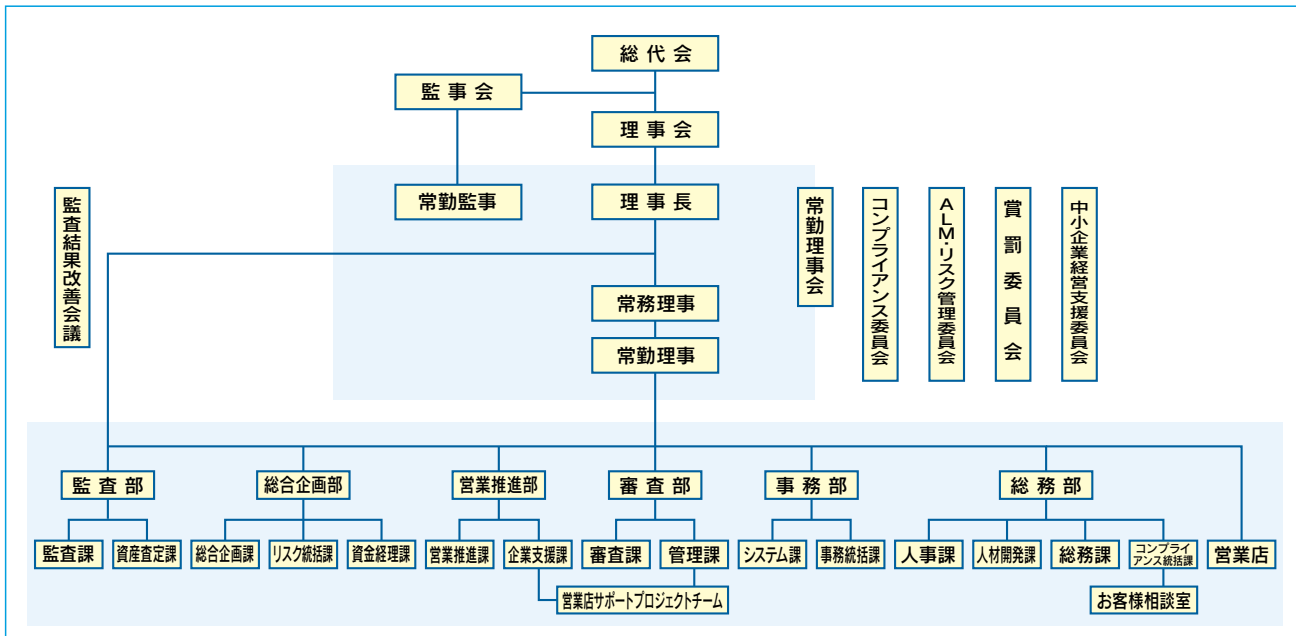 総代会
監事会
理事会
常勤監事
理事長
常務理事
常勤理事
監査結果改善会議
常勤理事会
コンプライアンス委員会
ALM・リスク管理委員会
賞罰委員会
中小企業経営支援委員会
監査部
総合企画部
営業推進部
審査部
事務部
総務部
監査課
資産査定課
総合企画課
リスク統括課
資金経理課
営業推進課
企業支援課
審査課
管理課
システム課
事務統括課
人事課
人材開発課
総務課
コンプライ
アンス統括課
営業店
営業店サポートプロジェクトチーム
お客様相談室